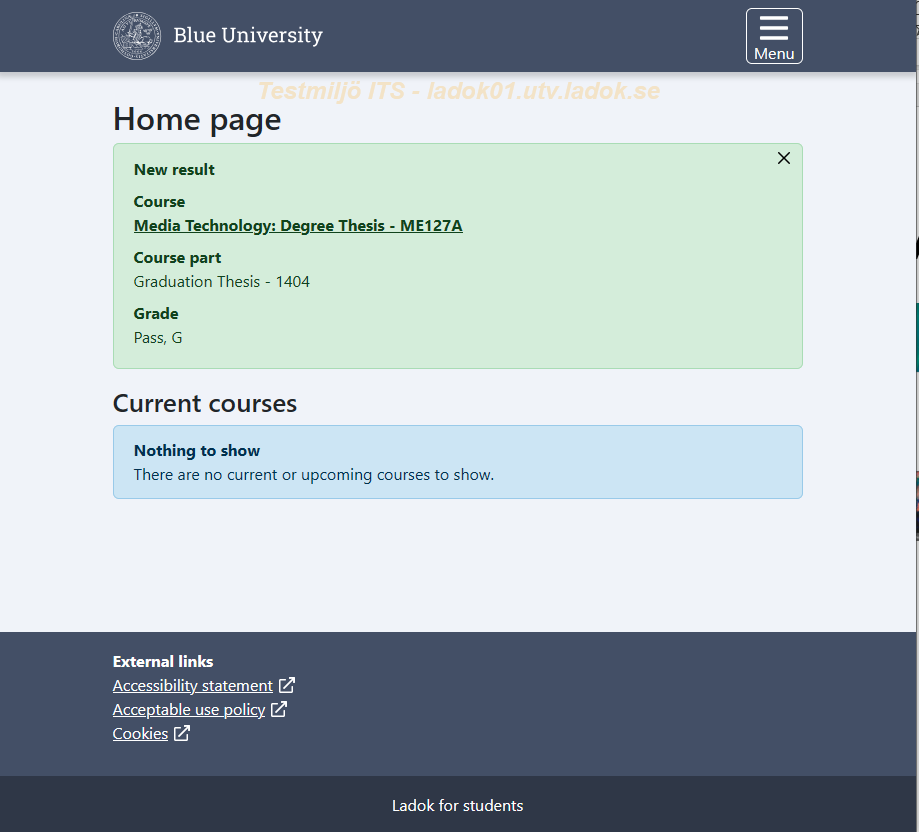 Blue University
Menu
Testmiljö ITS - ladok01.utv.ladok.se
Home page
New result
Course
Media Technology: Degree Thesis - ME127A
Course part
Graduation Thesis - 1404
Grade
Pass, G
Current courses
Nothing to show
There are no current or upcoming courses to show.
External links
Accessibility statement
Acceptable use policy
Cookies
Ladok for students